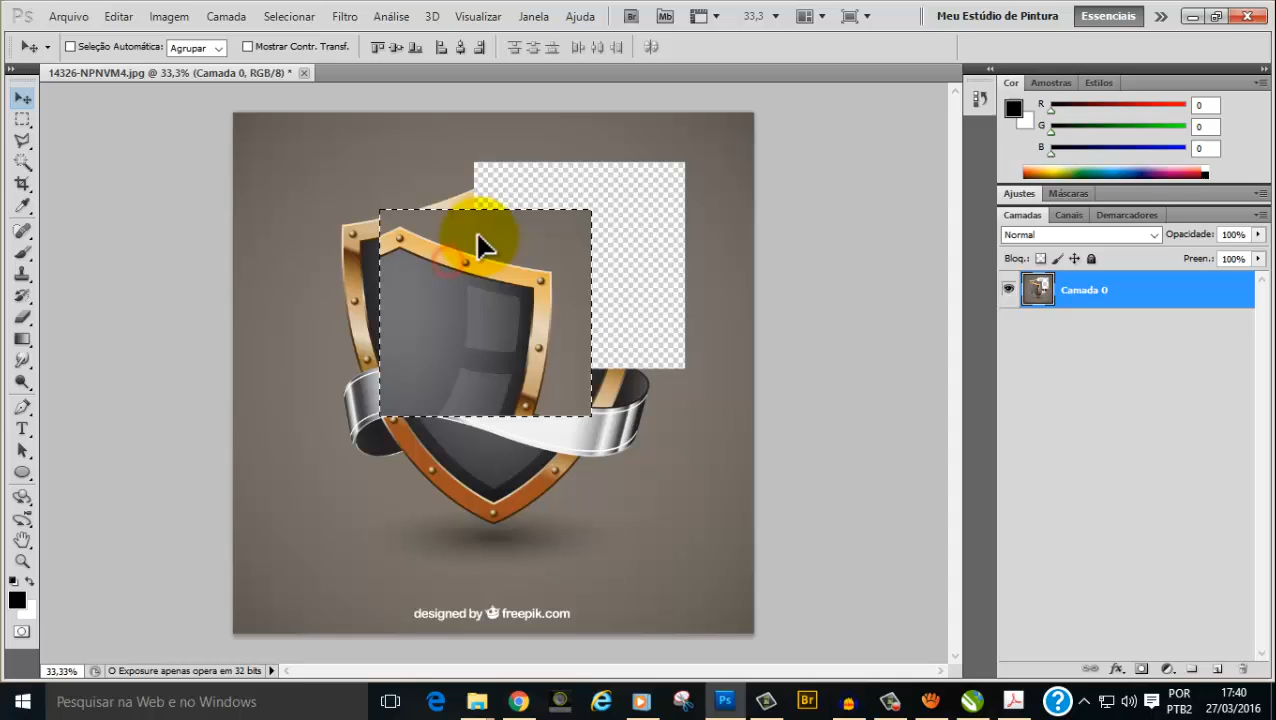 Ps Arquivo Editar Imagem Camada Selecionar Filtro Análise 3D Visualizar Janela Ajuda Br Mb 33,3 Meu Estúdio de Pintura Essenciais
Seleção Automática: Agrupar Mostrar Contr. Transf.
14326-NPNVM4.jpg @ 33,3% (Camada 0, RGB/8) *
Cor Amostras Estilos
R 0
G 0
B 0
Ajustes Máscaras
Camadas Canais Demarcadores
Normal Opacidade: 100%
Bloq.: Preen.: 100%
Camada 0
designed by freepik.com
33,33% O Exposure apenas opera em 32 bits
Pesquisar na Web e no Windows
Ps Br
POR 17:40
PTB2 27/03/2016